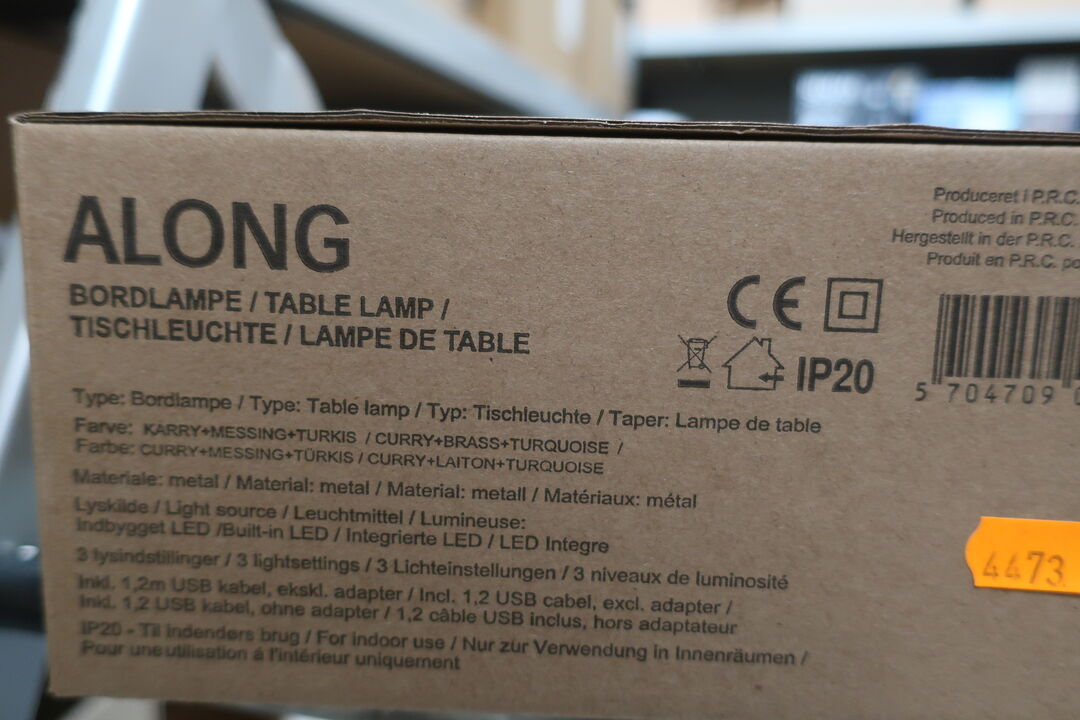 ALONG
BORDLAMPE / TABLE LAMP /
TISCHLEUCHTE / LAMPE DE TABLE
Type: Bordlampe / Type: Table lamp / Typ: Tischleuchte / Taper: Lampe de table
Farve: KARRY+MESSING+TURKIS / CURRY+BRASS+TURQUOISE /
Farbe: CURRY+MESSING+TÜRKIS / CURRY+LAITON+TURQUOISE
Materiale: metal / Material: metal / Material: metall / Matériaux: métal
Lyskilde / Light source / Leuchtmittel / Lumineuse:
Indbygget LED /Built-in LED / Integrierte LED / LED Integre
3 lysindstillinger / 3 lightsettings / 3 Lichteinstellungen / 3 niveaux de luminosité
Inkl. 1,2m USB kabel, ekskl. adapter / Incl. 1,2 USB cabel, excl. adapter /
Inkl. 1,2 USB kabel, ohne adapter / 1,2 câble USB inclus, hors adaptateur
IP20 - Til indendørs brug / For indoor use / Nur zur Verwendung in Innenräumen /
Pour une utilisation á l'intérieur uniquement
CE
IP20
Produceret i P.R.C.
Produced in P.R.C.
Hergestellt in der P.R.C.
Produit en P.R.C. po
5 704709 0
4473